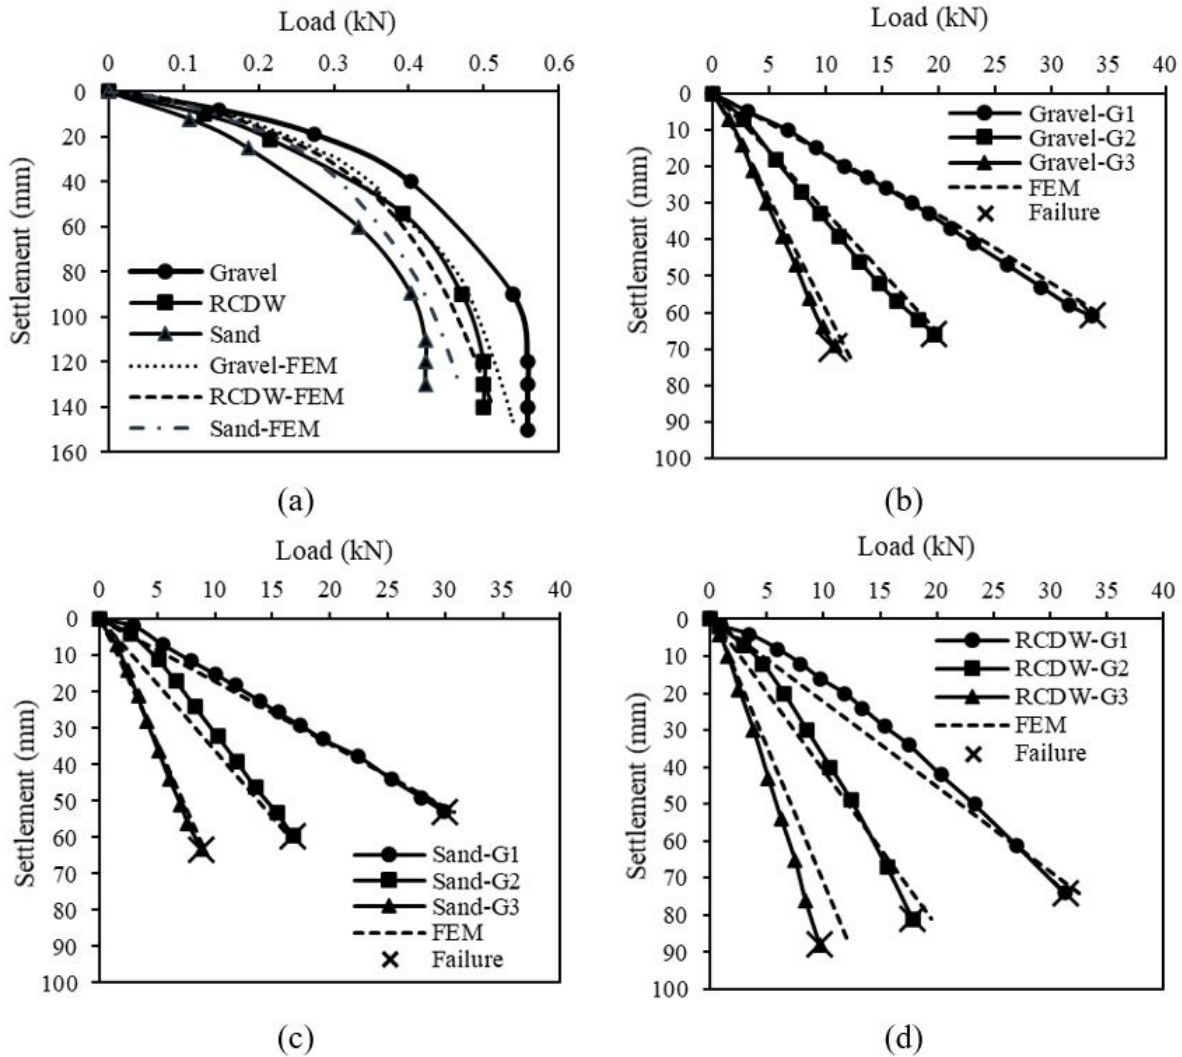 Load (kN)
0 0.1 0.2 0.3 0.4 0.5 0.6
Settlement (mm)
0
20
40
60
80
100
120
140
160
Gravel
RCDW
Sand
Gravel-FEM
RCDW-FEM
Sand-FEM
(a)
Load (kN)
0 5 10 15 20 25 30 35 40
Settlement (mm)
0
10
20
30
40
50
60
70
80
90
100
Gravel-G1
Gravel-G2
Gravel-G3
FEM
Failure
(b)
Load (kN)
0 5 10 15 20 25 30 35 40
Settlement (mm)
0
10
20
30
40
50
60
70
80
90
100
Sand-G1
Sand-G2
Sand-G3
FEM
Failure
(c)
Load (kN)
0 5 10 15 20 25 30 35 40
Settlement (mm)
0
10
20
30
40
50
60
70
80
90
100
RCDW-G1
RCDW-G2
RCDW-G3
FEM
Failure
(d)